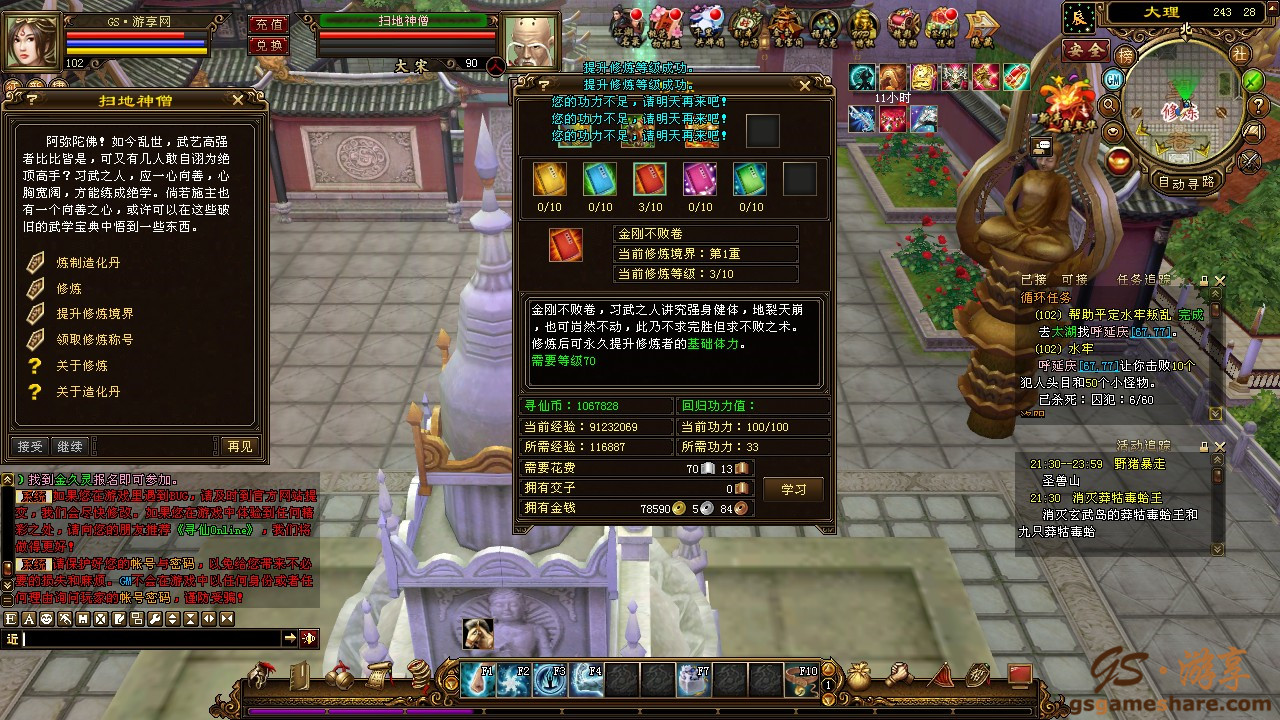 GS·游享网
102
充值
兑换
扫地神僧
大宋
90
11小时
辰
大理
243 28
北
安全
榜
社
GM
修炼
自动寻路
扫地神僧
阿弥陀佛！如今乱世，武艺高强
者比比皆是，可又有几人敢自诩为绝
顶高手？习武之人，应一心向善，心
胸宽阔，方能练成绝学。倘若施主也
有一个向善之心，或许可以在这些破
旧的武学宝典中悟到一些东西。
炼制造化丹
修炼
提升修炼境界
领取修炼称号
关于修炼
关于造化丹
接受
继续
再见
提升修炼等级成功。
提升修炼等级成功。
您的功力不足，请明天再来吧！
您的功力不足，请明天再来吧！
您的功力不足，请明天再来吧！
0/10
0/10
3/10
0/10
0/10
金刚不败卷
当前修炼境界：第1重
当前修炼等级：3/10
金刚不败卷，习武之人讲究强身健体，地裂天崩
，也可岿然不动，此乃不求完胜但求不败之术。
修炼后可永久提升修炼者的基础体力。
需要等级70
寻仙币：1067828
回归功力值：
当前经验：91232069
当前功力：100/100
所需经验：116887
所需功力：33
需要花费
70
13
拥有交子
0
拥有金钱
78590
5
84
学习
已接
可接
任务追踪
循环任务
(102) 帮助平定水牢叛乱 完成
去太湖找呼延庆[67,77]。
(102) 水牢
呼延庆[67,77]让你击败10个
犯人头目和50个小怪物。
已杀死：囚犯：6/60
活动追踪
21:30--23:59 野猪暴走
圣兽山
21:30 消灭莽牯毒蛤王
消灭玄武岛的莽牯毒蛤王和
九只莽牯毒蛤
）找到金久灵报名即可参加。
系统 如果您在游戏里遇到BUG，请及时到官方网站提
交，我们会尽快修改。如果您在游戏中体验到任何精
彩之处，请向您的朋友推荐《寻仙Online》，我们将
做得更好！
系统 请保护好您的帐号与密码，以免给您带来不必
要的损失和麻烦。GM不会在游戏中以任何身份或者任
何理由询问玩家的帐号密码，谨防受骗！
近
F1
F2
F3
F4
F7
F10
1
GS·游享
gsgameshare.com